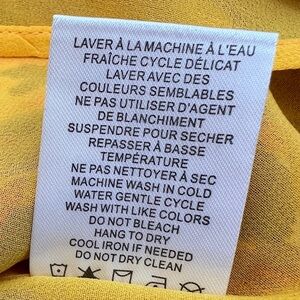 LAVER À LA MACHINE À L'EAU
FRAÎCHE CYCLE DÉLICAT
LAVER AVEC DES
COULEURS SEMBLABLES
NE PAS UTILISER D'AGENT
DE BLANCHIMENT
SUSPENDRE POUR SECHER
REPASSER À BASSE
TEMPÉRATURE
NE PAS NETTOYER À SEC
MACHINE WASH IN COLD
WATER GENTLE CYCLE
WASH WITH LIKE COLORS
DO NOT BLEACH
HANG TO DRY
COOL IRON IF NEEDED
DO NOT DRY CLEAN